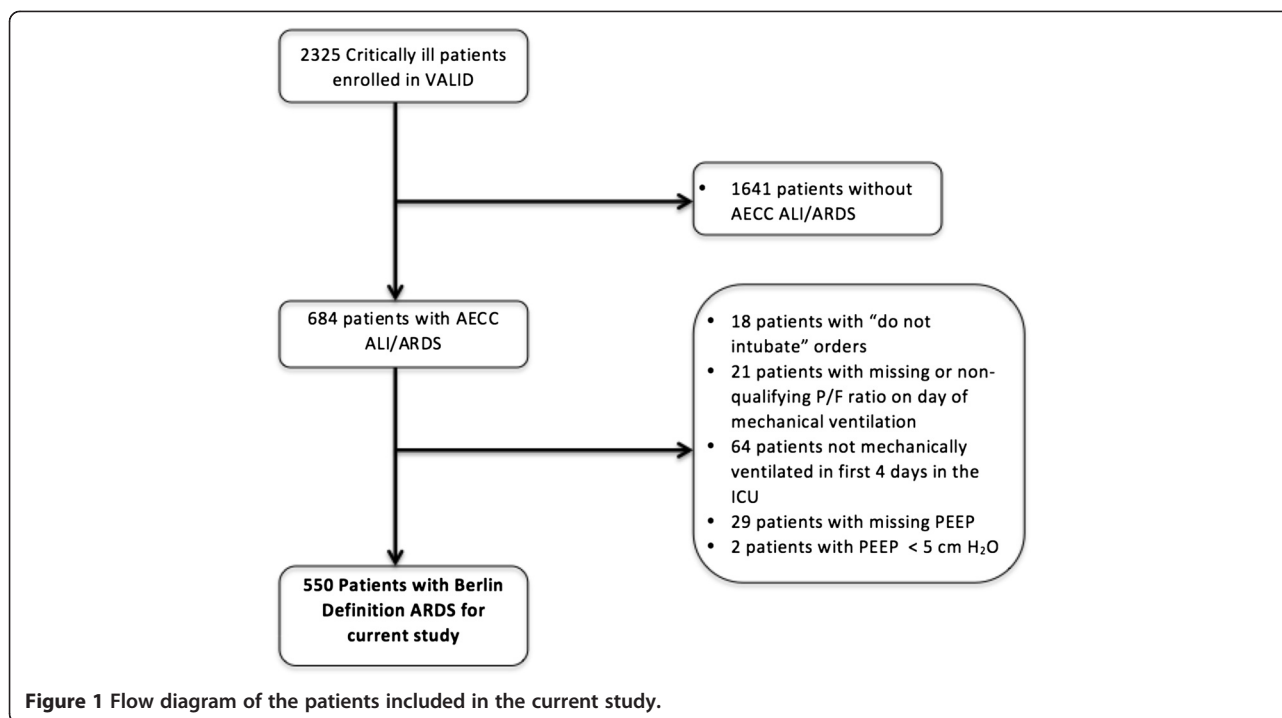 2325 Critically ill patients
enrolled in VALID
• 1641 patients without
AECC ALI/ARDS
684 patients with AECC
ALI/ARDS
• 18 patients with “do not
intubate” orders
• 21 patients with missing or non-
qualifying P/F ratio on day of
mechanical ventilation
• 64 patients not mechanically
ventilated in first 4 days in the
ICU
• 29 patients with missing PEEP
• 2 patients with PEEP < 5 cm H₂O
550 Patients with Berlin
Definition ARDS for
current study
Figure 1 Flow diagram of the patients included in the current study.